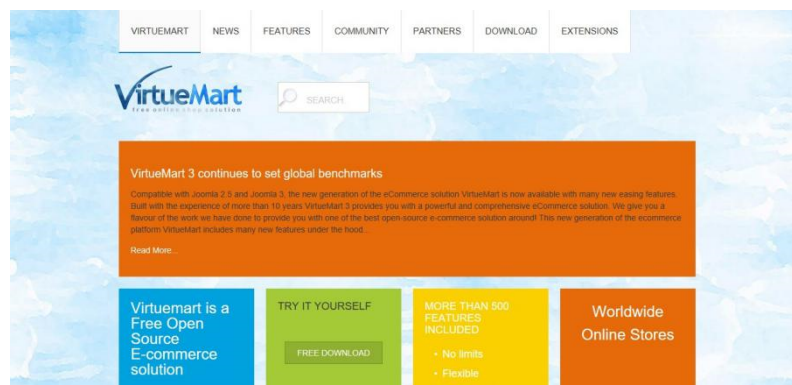 VIRTUEMART NEWS FEATURES COMMUNITY PARTNERS DOWNLOAD EXTENSIONS
VirtueMart
free online shop solution
SEARCH...
VirtueMart 3 continues to set global benchmarks
Compatible with Joomla 2.5 and Joomla 3, the new generation of the eCommerce solution VirtueMart is now available with many new easing features.
Built with the experience of more than 10 years VirtueMart 3 provides you with a powerful and comprehensive eCommerce solution. We give you a
flavour of the work we have done to provide you with one of the best open-source e-commerce solution around! This new generation of the ecommerce
platform VirtueMart includes many new features under the hood...
Read More...
Virtuemart is a
Free Open
Source
E-commerce
solution
TRY IT YOURSELF
FREE DOWNLOAD
MORE THAN 500
FEATURES
INCLUDED
• No limits
• Flexible
Worldwide
Online Stores